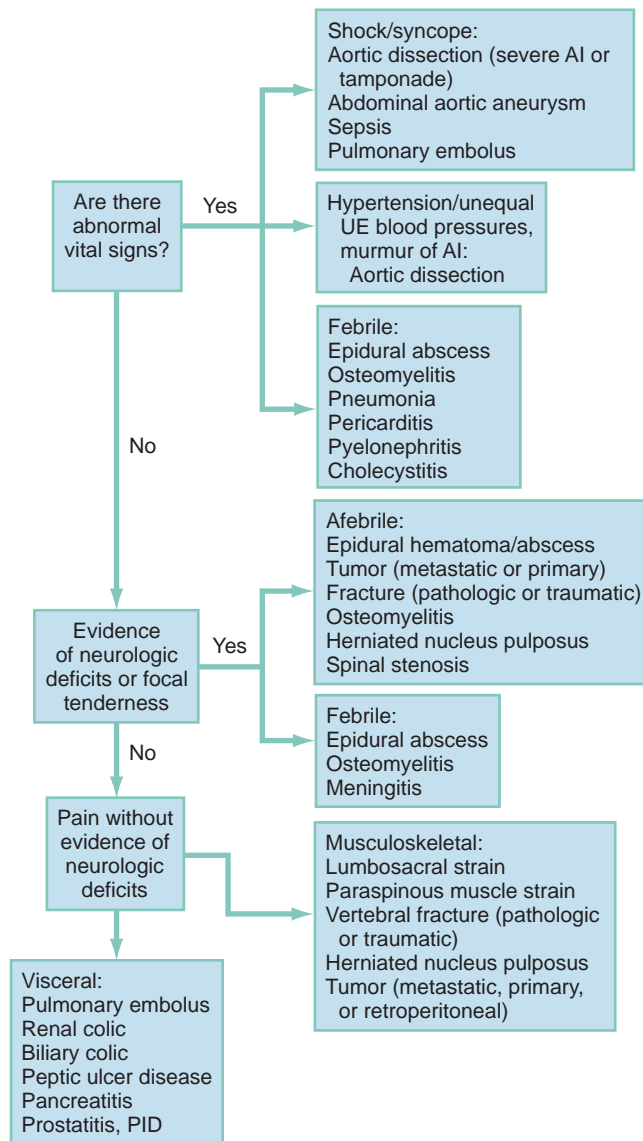 Shock/syncope:
Aortic dissection (severe AI or
tamponade)
Abdominal aortic aneurysm
Sepsis
Pulmonary embolus
Are there
abnormal
vital signs?
Yes
Hypertension/unequal
UE blood pressures,
murmur of AI:
Aortic dissection
Febrile:
Epidural abscess
Osteomyelitis
Pneumonia
Pericarditis
Pyelonephritis
Cholecystitis
No
Afebrile:
Epidural hematoma/abscess
Tumor (metastatic or primary)
Fracture (pathologic or traumatic)
Osteomyelitis
Herniated nucleus pulposus
Spinal stenosis
Evidence
of neurologic
deficits or focal
tenderness
Yes
Febrile:
Epidural abscess
Osteomyelitis
Meningitis
No
Pain without
evidence of
neurologic
deficits
Musculoskeletal:
Lumbosacral strain
Paraspinous muscle strain
Vertebral fracture (pathologic
or traumatic)
Herniated nucleus pulposus
Tumor (metastatic, primary,
or retroperitoneal)
Visceral:
Pulmonary embolus
Renal colic
Biliary colic
Peptic ulcer disease
Pancreatitis
Prostatitis, PID